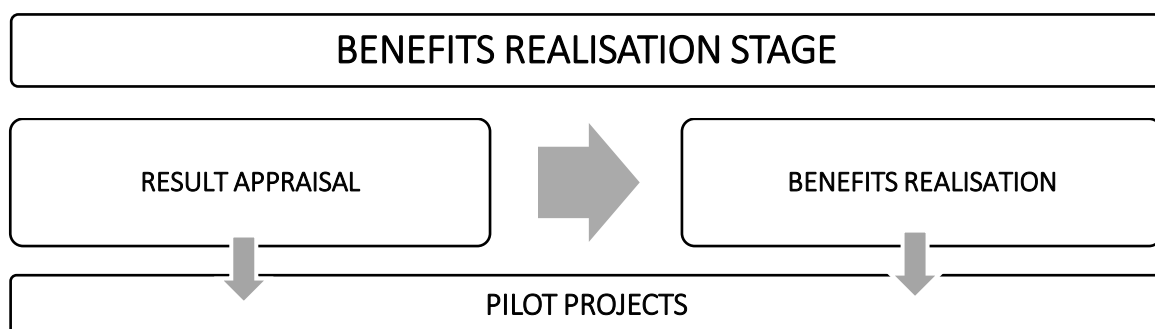 BENEFITS REALISATION STAGE
RESULT APPRAISAL
BENEFITS REALISATION
PILOT PROJECTS